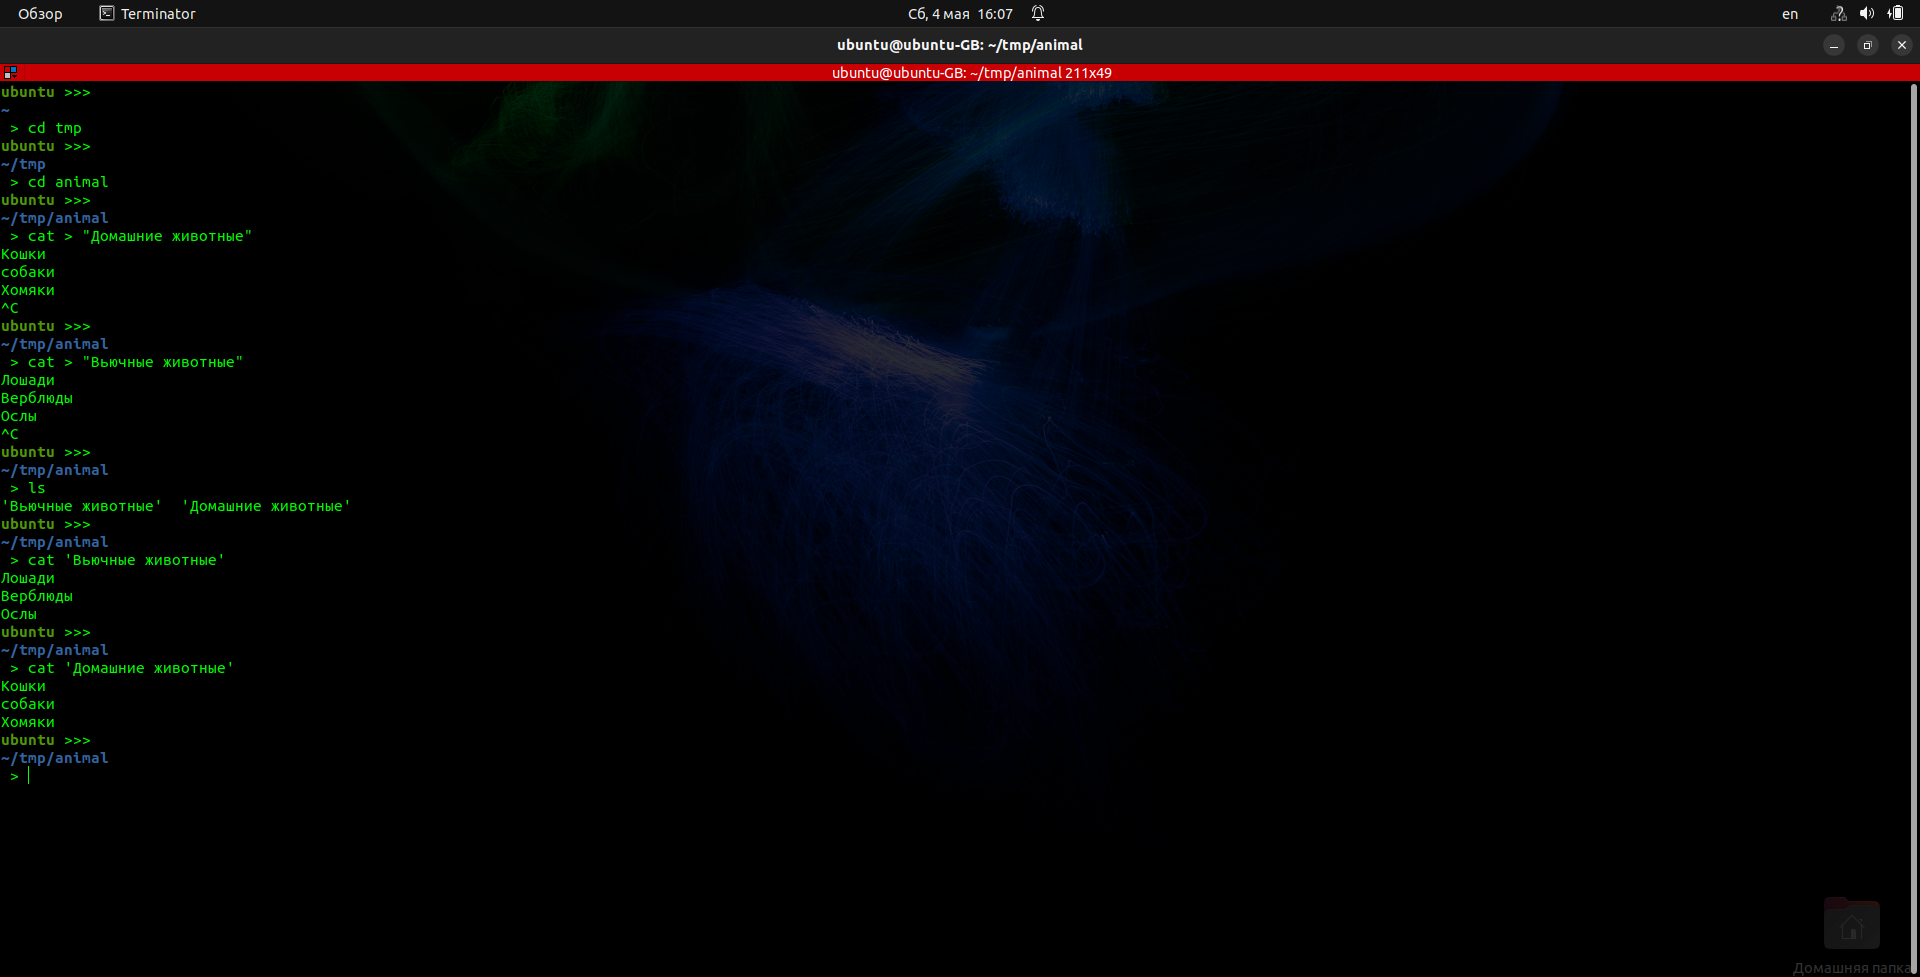 Обзор Terminator Сб, 4 мая 16:07 en
ubuntu@ubuntu-GB: ~/tmp/animal
ubuntu@ubuntu-GB: ~/tmp/animal 211x49
ubuntu >>>
~
> cd tmp
ubuntu >>>
~/tmp
> cd animal
ubuntu >>>
~/tmp/animal
> cat > "Домашние животные"
Кошки
собаки
Хомяки
^C
ubuntu >>>
~/tmp/animal
> cat > "Вьючные животные"
Лошади
Верблюды
Ослы
^C
ubuntu >>>
~/tmp/animal
> ls
'Вьючные животные'  'Домашние животные'
ubuntu >>>
~/tmp/animal
> cat 'Вьючные животные'
Лошади
Верблюды
Ослы
ubuntu >>>
~/tmp/animal
> cat 'Домашние животные'
Кошки
собаки
Хомяки
ubuntu >>>
~/tmp/animal
>
Домашняя папка